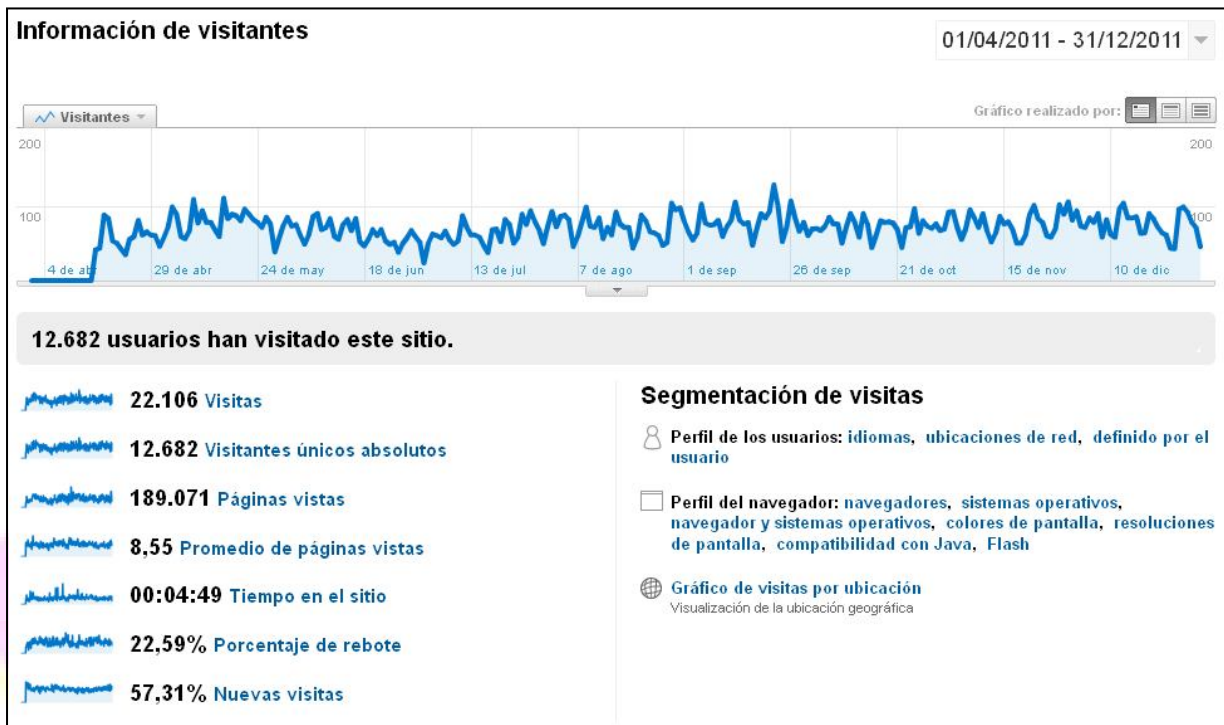 Información de visitantes
01/04/2011 - 31/12/2011
Visitantes
Gráfico realizado por:
200
200
100
100
4 de abr
29 de abr
24 de may
18 de jun
13 de jul
7 de ago
1 de sep
26 de sep
21 de oct
15 de nov
10 de dic
12.682 usuarios han visitado este sitio.
22.106 Visitas
12.682 Visitantes únicos absolutos
189.071 Páginas vistas
8,55 Promedio de páginas vistas
00:04:49 Tiempo en el sitio
22,59% Porcentaje de rebote
57,31% Nuevas visitas
Segmentación de visitas
Perfil de los usuarios: idiomas, ubicaciones de red, definido por el
usuario
Perfil del navegador: navegadores, sistemas operativos,
navegador y sistemas operativos, colores de pantalla, resoluciones
de pantalla, compatibilidad con Java, Flash
Gráfico de visitas por ubicación
Visualización de la ubicación geográfica